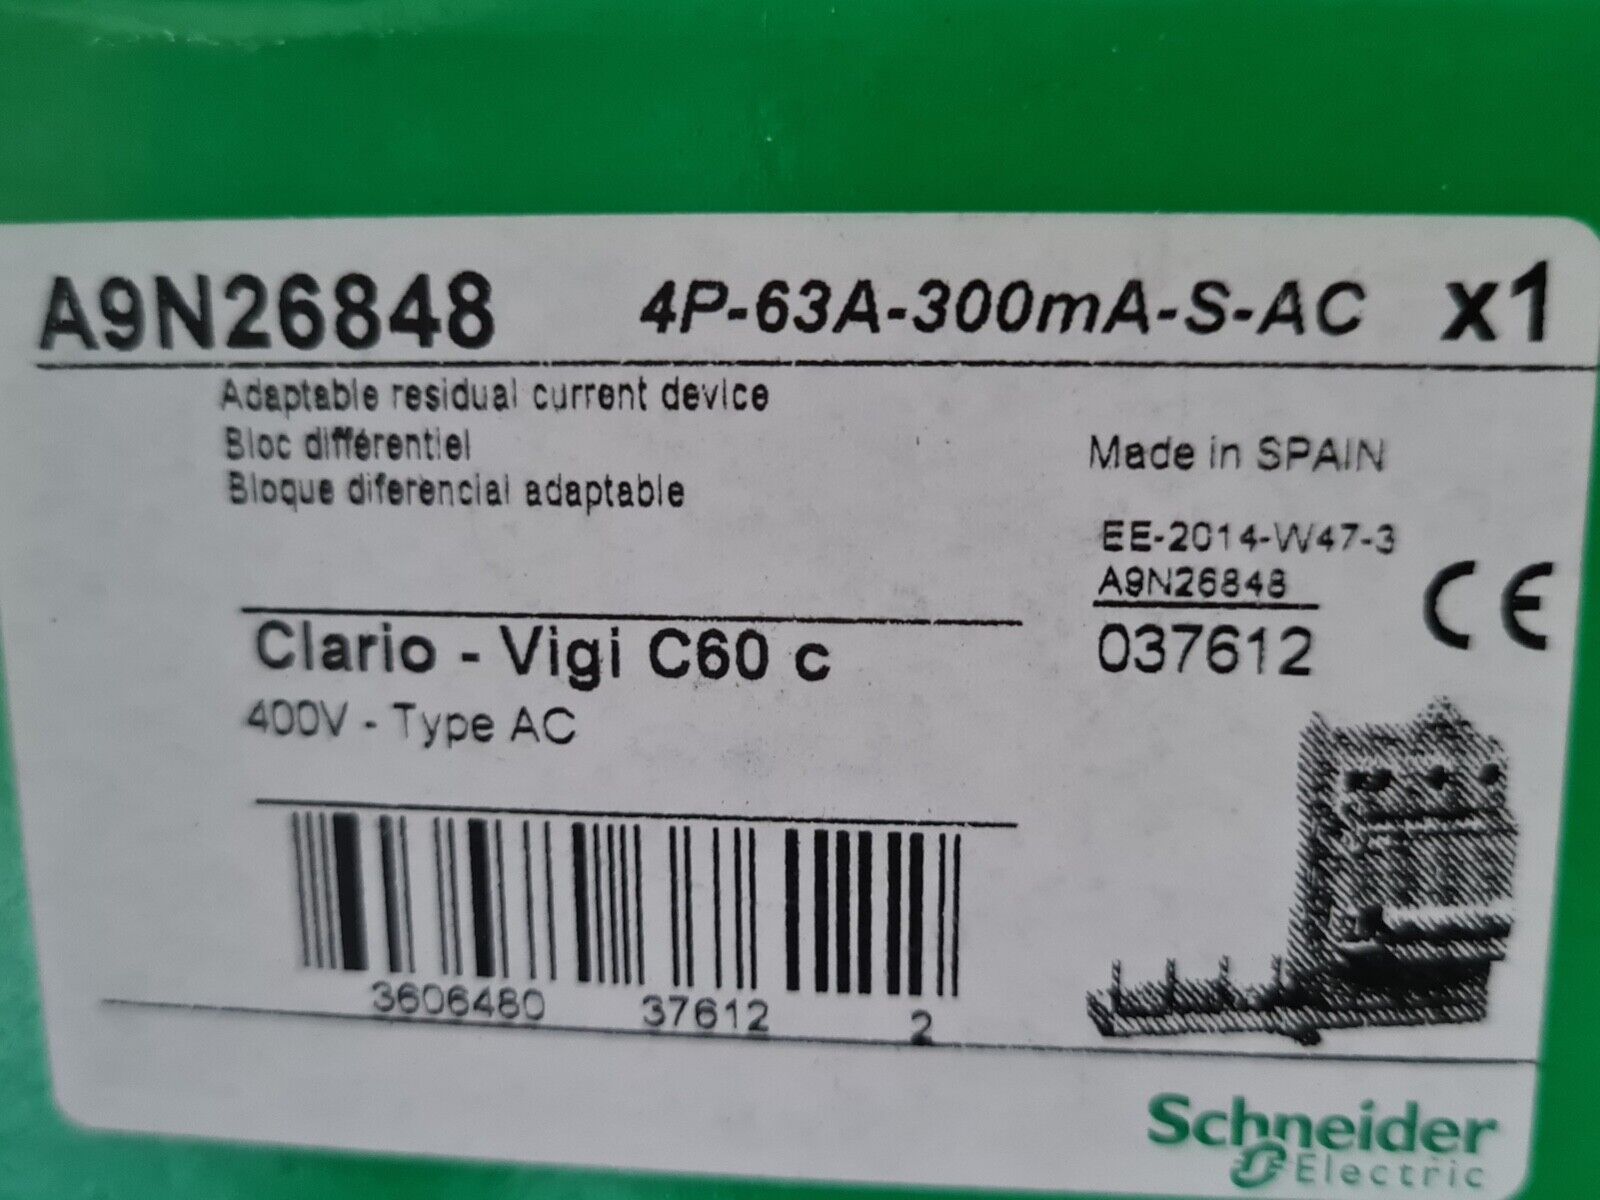 A9N26848 4P-63A-300mA-S-AC x1
Adaptable residual current device
Bloc différentiel
Bloque diferencial adaptable
Made in SPAIN
EE-2014-W47-3
A9N26848
037612
CE
Clario - Vigi C60 c
400V - Type AC
3606480 37612 2
Schneider
Electric